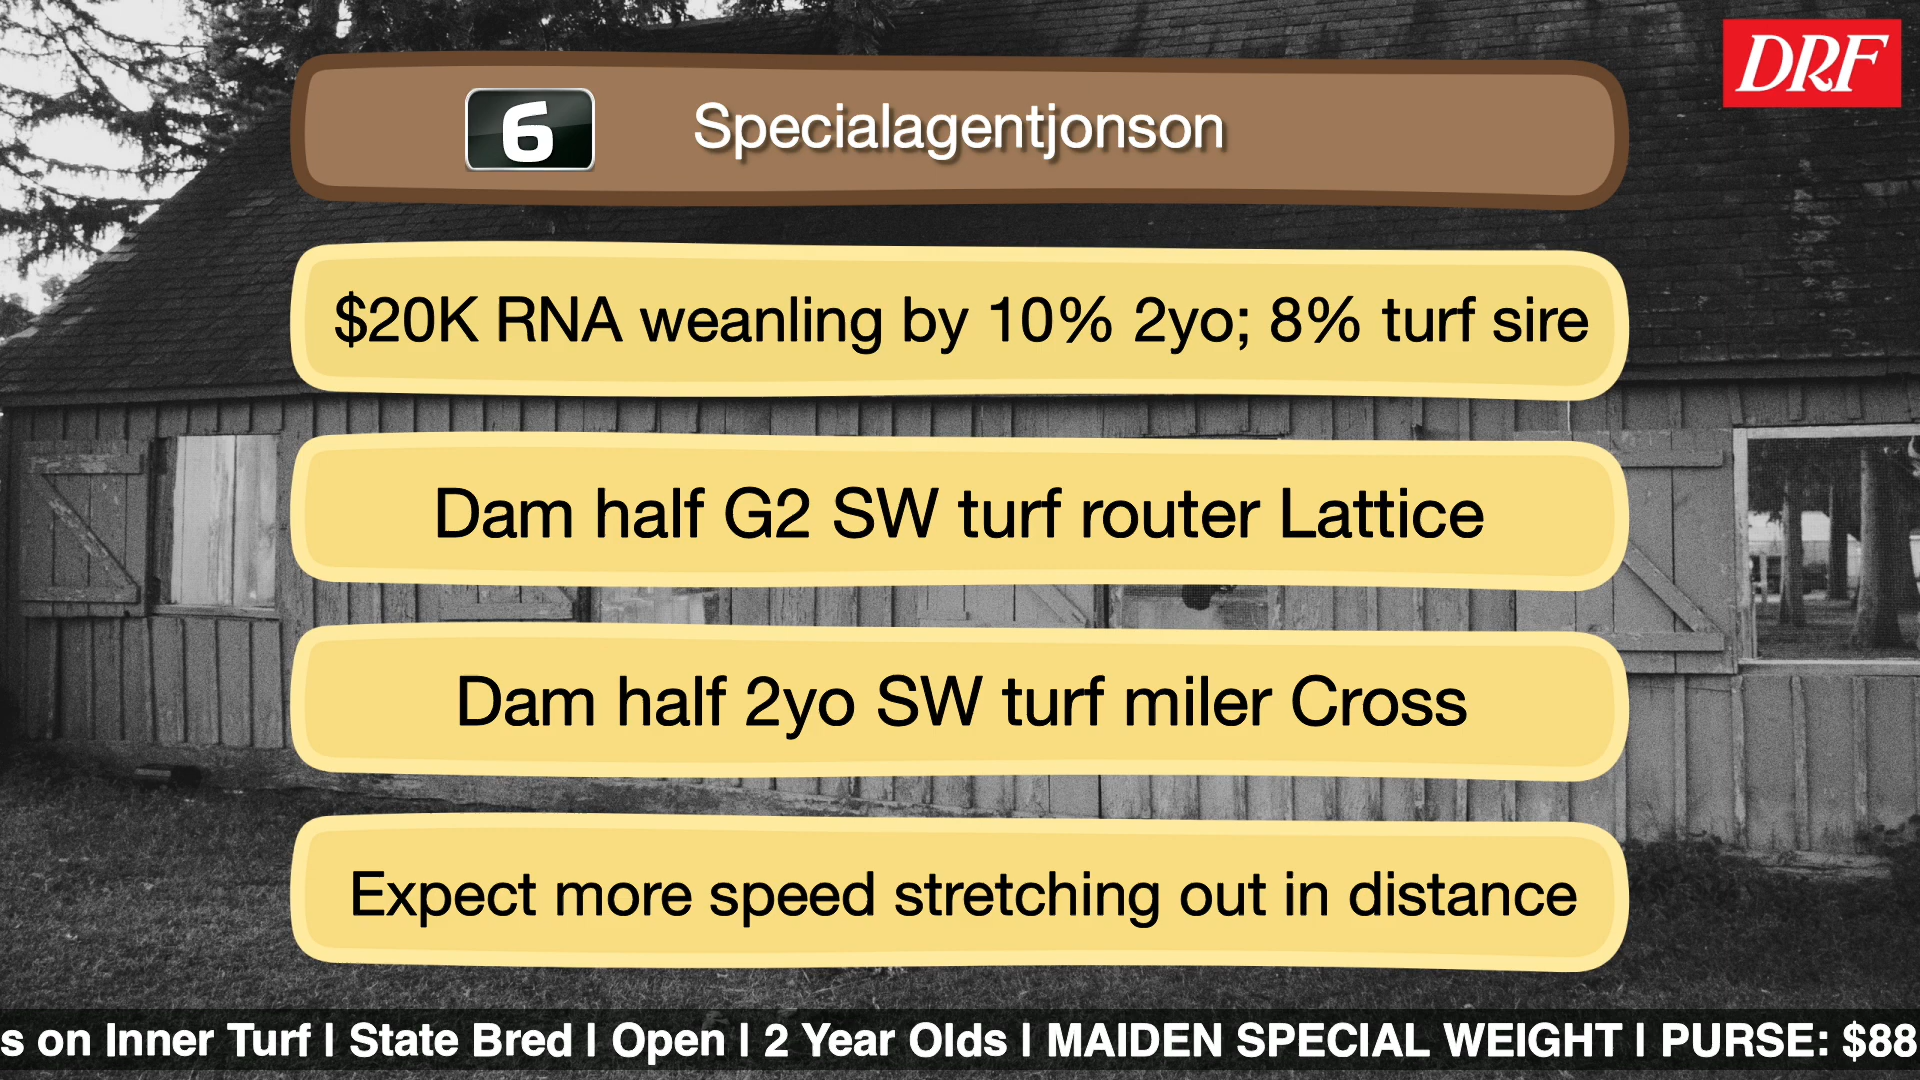 DRF
6 Specialagentjonson
$20K RNA weanling by 10% 2yo; 8% turf sire
Dam half G2 SW turf router Lattice
Dam half 2yo SW turf miler Cross
Expect more speed stretching out in distance
s on Inner Turf | State Bred | Open | 2 Year Olds | MAIDEN SPECIAL WEIGHT | PURSE: $88